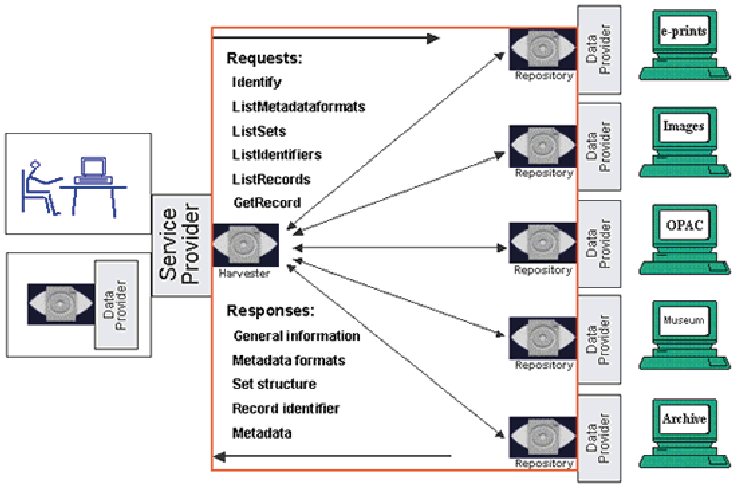 Requests:
Identify
ListMetadataformats
ListSets
ListIdentifiers
ListRecords
GetRecord
Service
Provider
Harvester
Data
Provider
Responses:
General information
Metadata formats
Set structure
Record identifier
Metadata
Repository
Data
Provider
e-prints
Repository
Data
Provider
Images
Repository
Data
Provider
OPAC
Repository
Data
Provider
Museum
Repository
Data
Provider
Archive